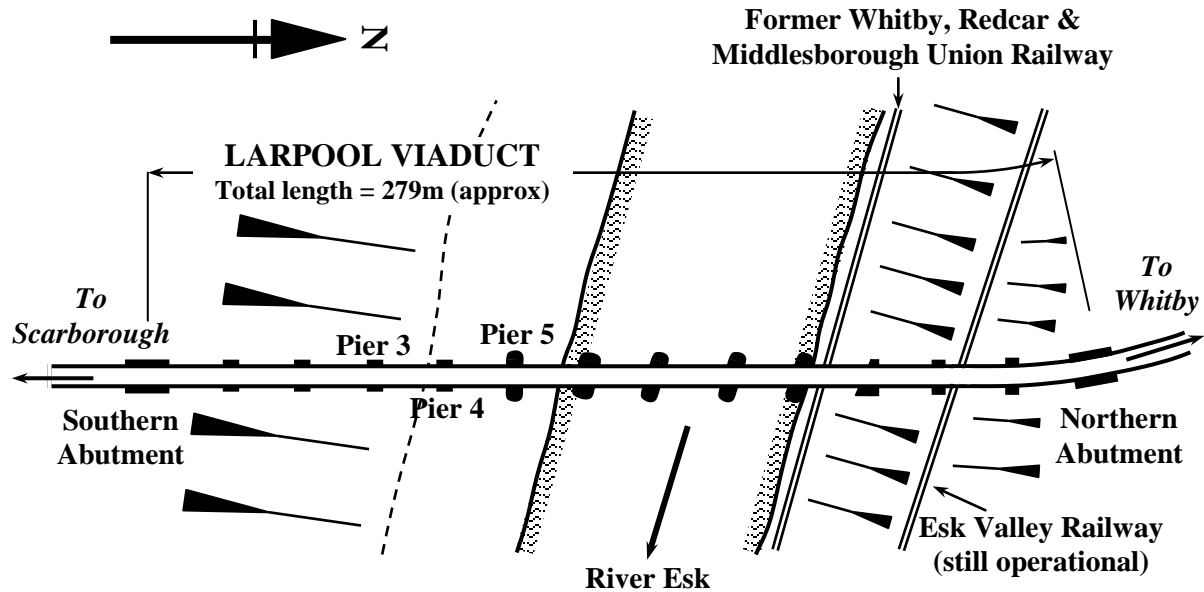 Former Whitby, Redcar &
Middlesborough Union Railway
N
LARPOOL VIADUCT
Total length = 279m (approx)
To
Scarborough
To
Whitby
Pier 3
Pier 5
Pier 4
Southern
Abutment
Northern
Abutment
Esk Valley Railway
(still operational)
River Esk